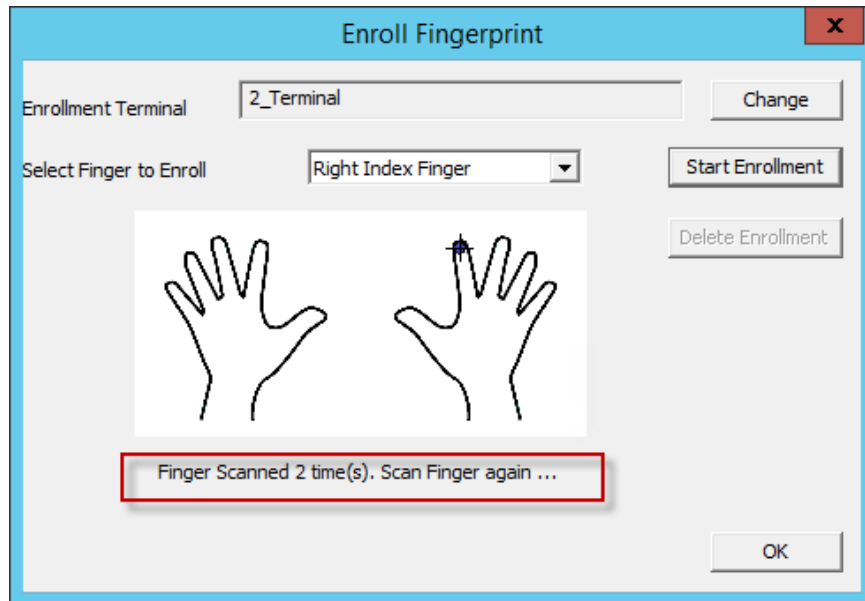 Enroll Fingerprint
x
Enrollment Terminal
2_Terminal
Change
Select Finger to Enroll
Right Index Finger
Start Enrollment
Delete Enrollment
Finger Scanned 2 time(s). Scan Finger again ...
OK